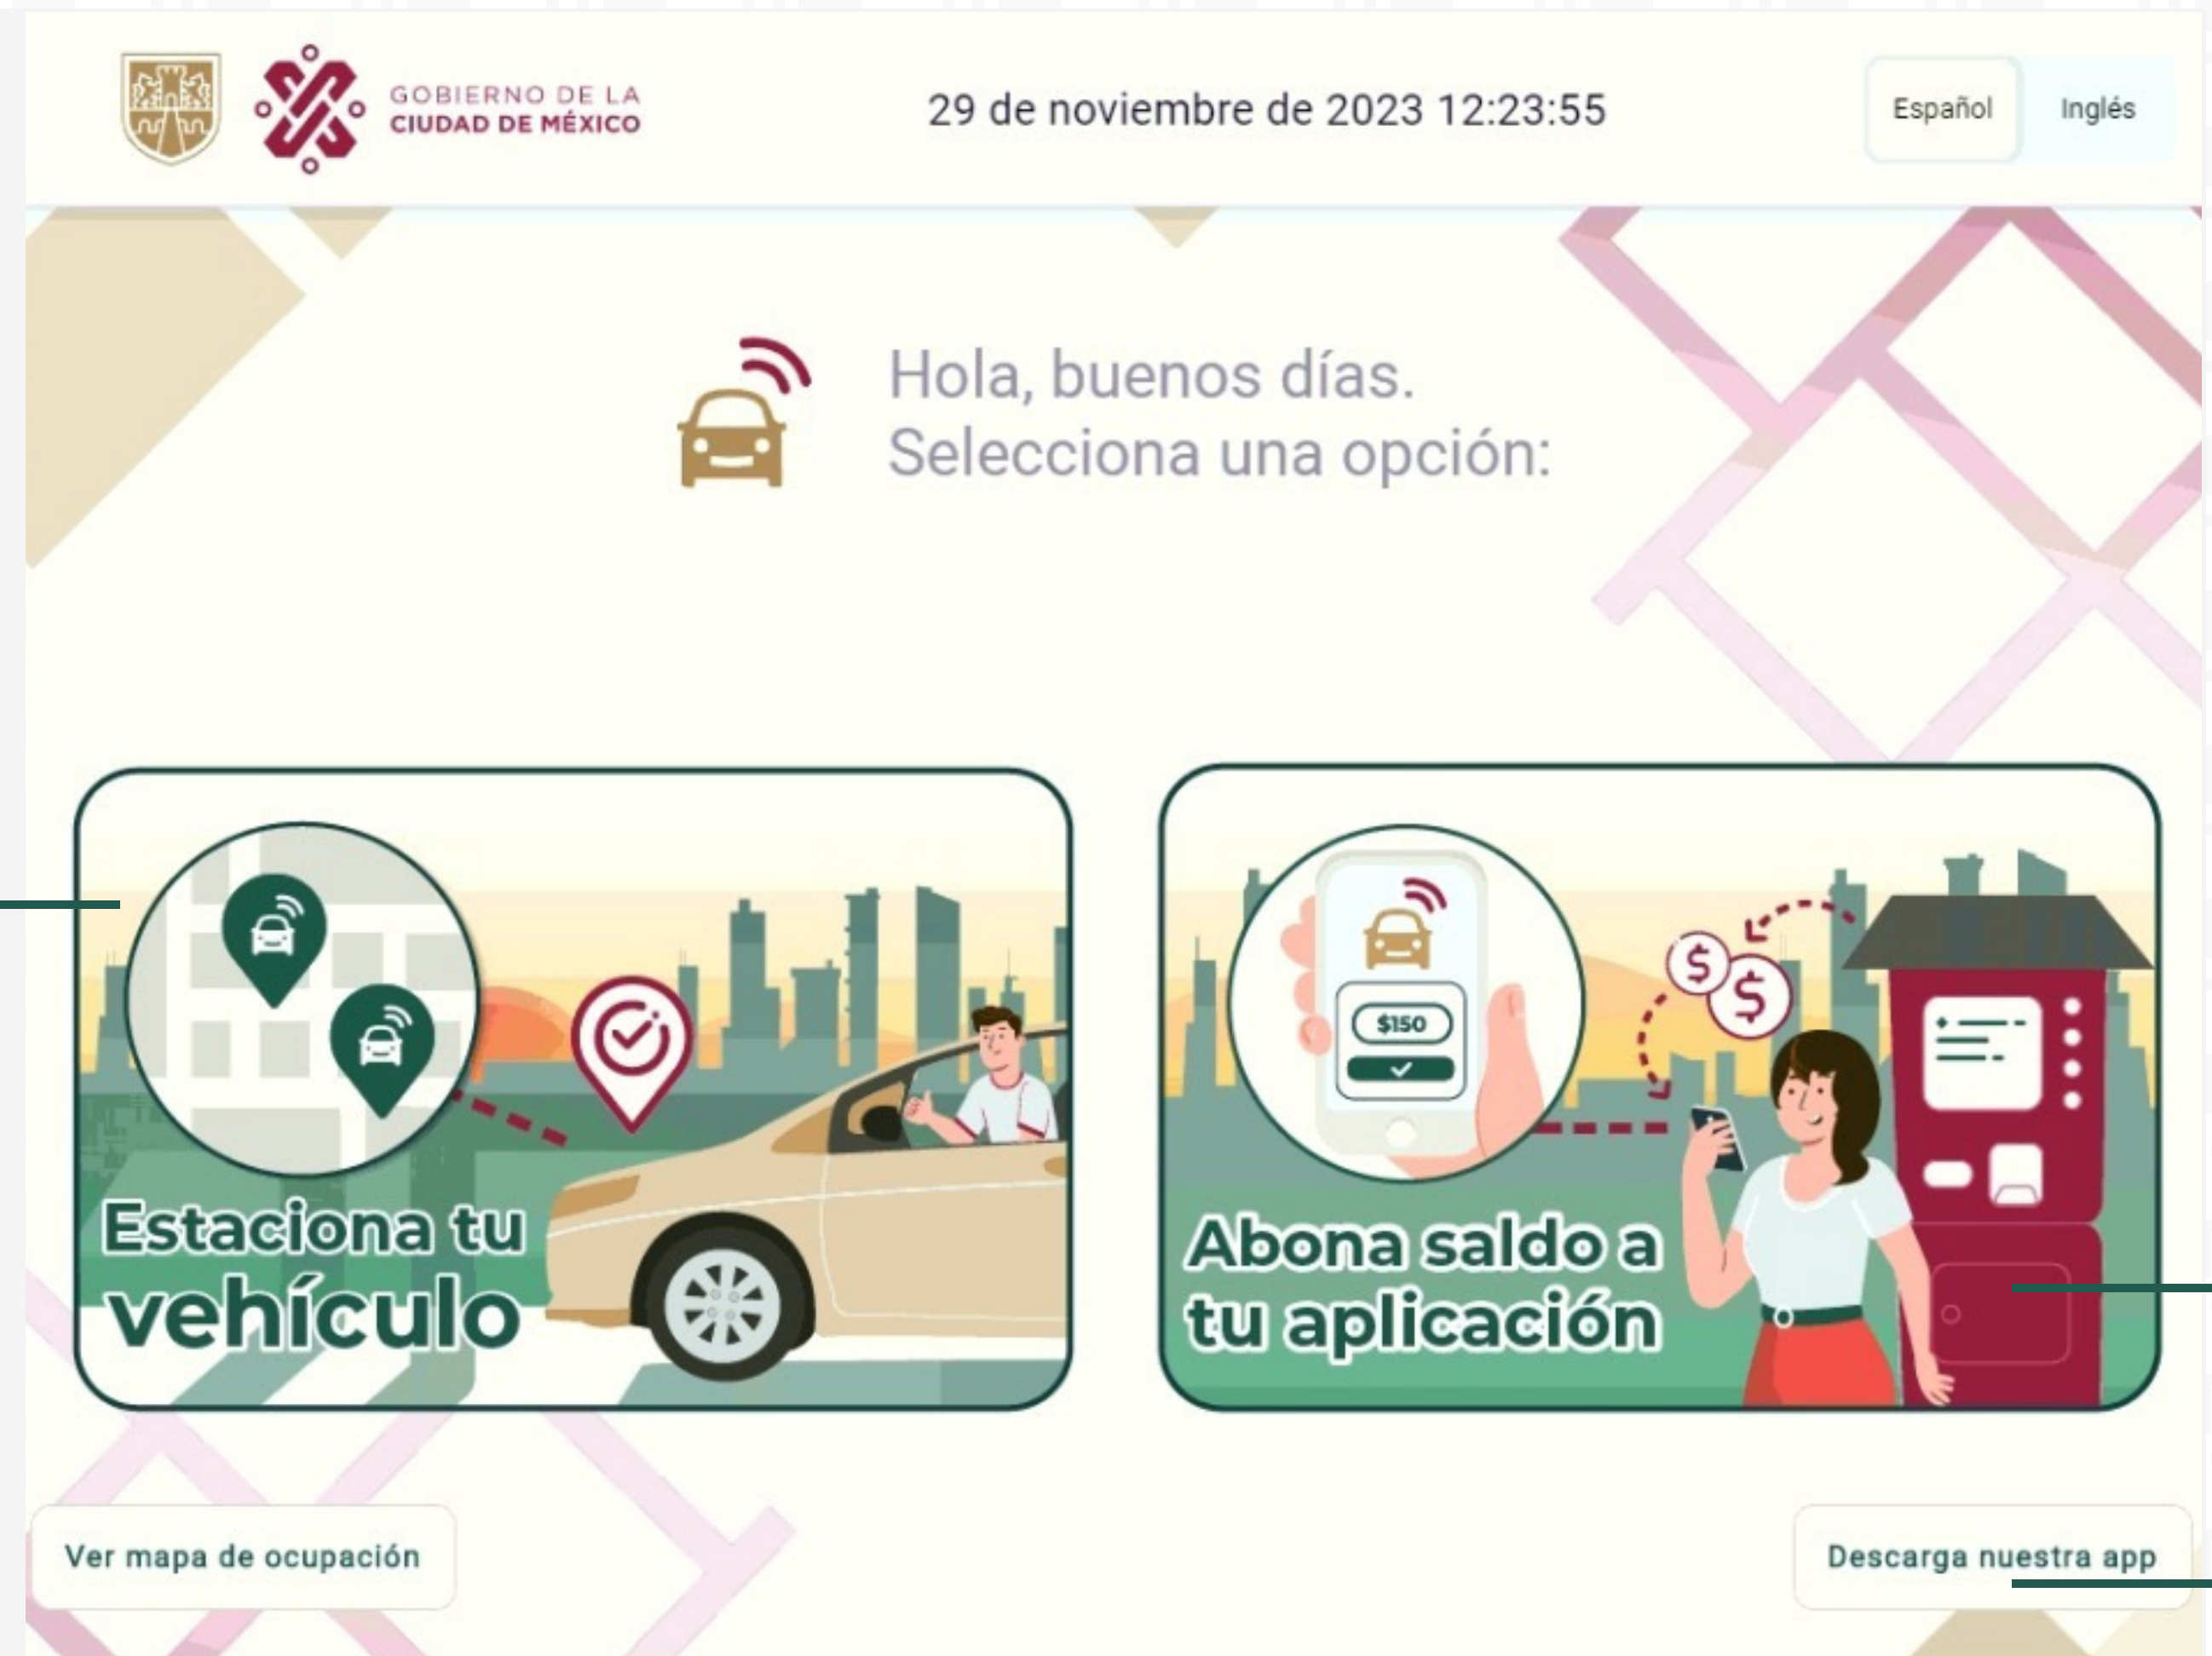 GOBIERNO DE LA
CIUDAD DE MÉXICO
29 de noviembre de 2023 12:23:55
Español
Inglés
Hola, buenos días.
Selecciona una opción:
Estaciona tu
vehículo
$150
$
$
Abona saldo a
tu aplicación
Ver mapa de ocupación
Descarga nuestra app